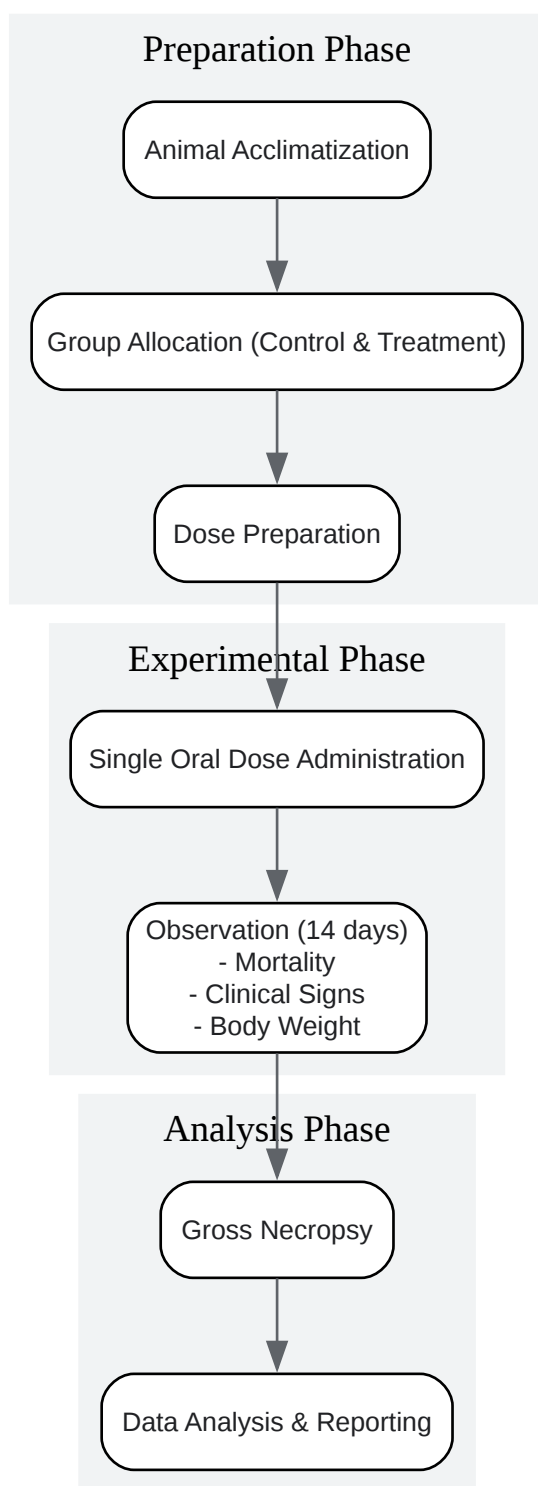 Preparation Phase
Animal Acclimatization
Group Allocation (Control & Treatment)
Dose Preparation
Experimental Phase
Single Oral Dose Administration
Observation (14 days)
- Mortality
- Clinical Signs
- Body Weight
Analysis Phase
Gross Necropsy
Data Analysis & Reporting